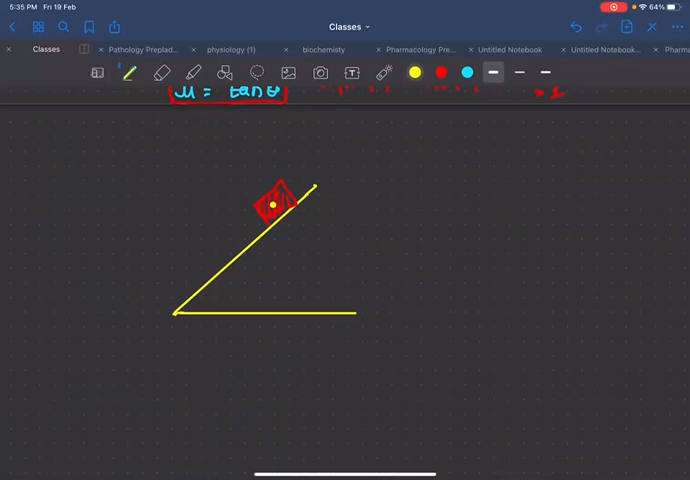 5:35 PM Fri 19 Feb
64%
Classes
Classes
Pathology Preplad...
physiology (1)
biochemisty
Pharmacology Pre...
Untitled Notebook
Untitled Notebook...
Pharma
μ = tanθ